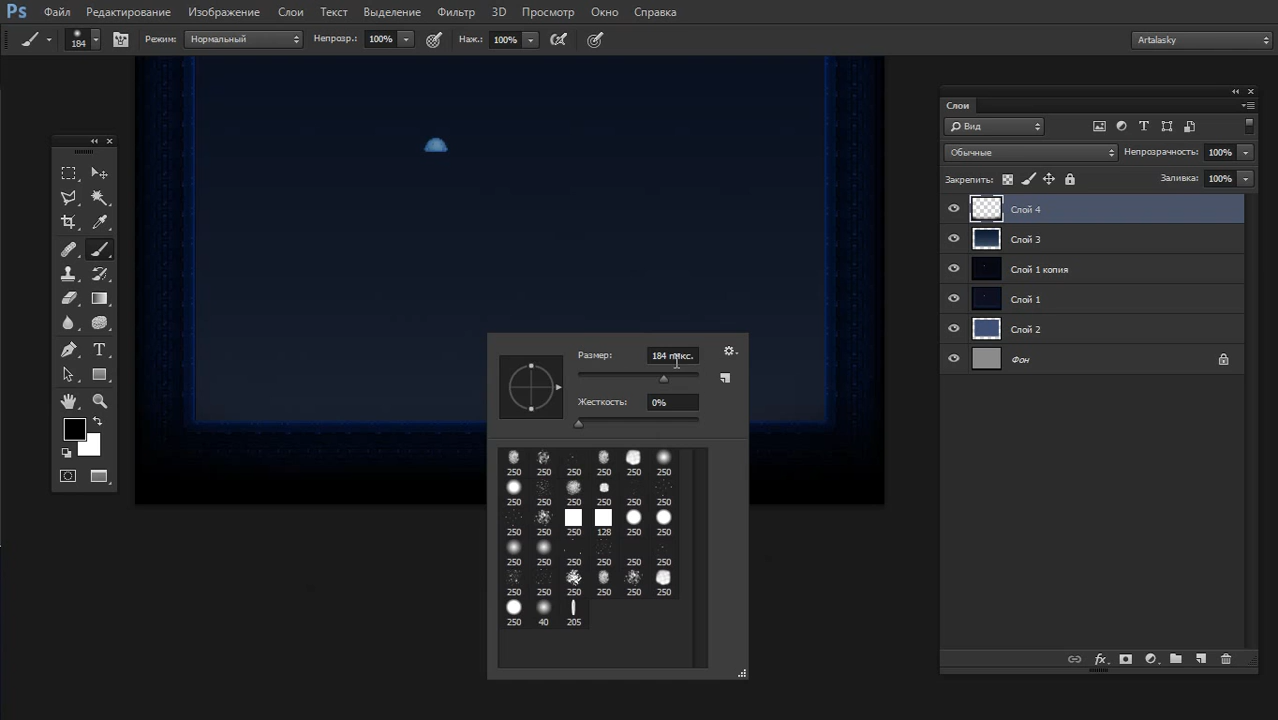 Ps Файл Редактирование Изображение Слои Текст Выделение Фильтр 3D Просмотр Окно Справка
184 Режим: Нормальный Непрозр.: 100% Наж.: 100% Artalasky
Слои
Вид
Обычные Непрозрачность: 100%
Закрепить: Заливка: 100%
Слой 4
Слой 3
Слой 1 копия
Слой 1
Слой 2
Фон
Размер: 184 пикс.
Жесткость: 0%
250 250 250 250 250 250
250 250 250 250 250 250
250 250 250 128 250 250
250 250 250 250 250 250
250 250 250 250 250 250
250 40 205
T
T
fx